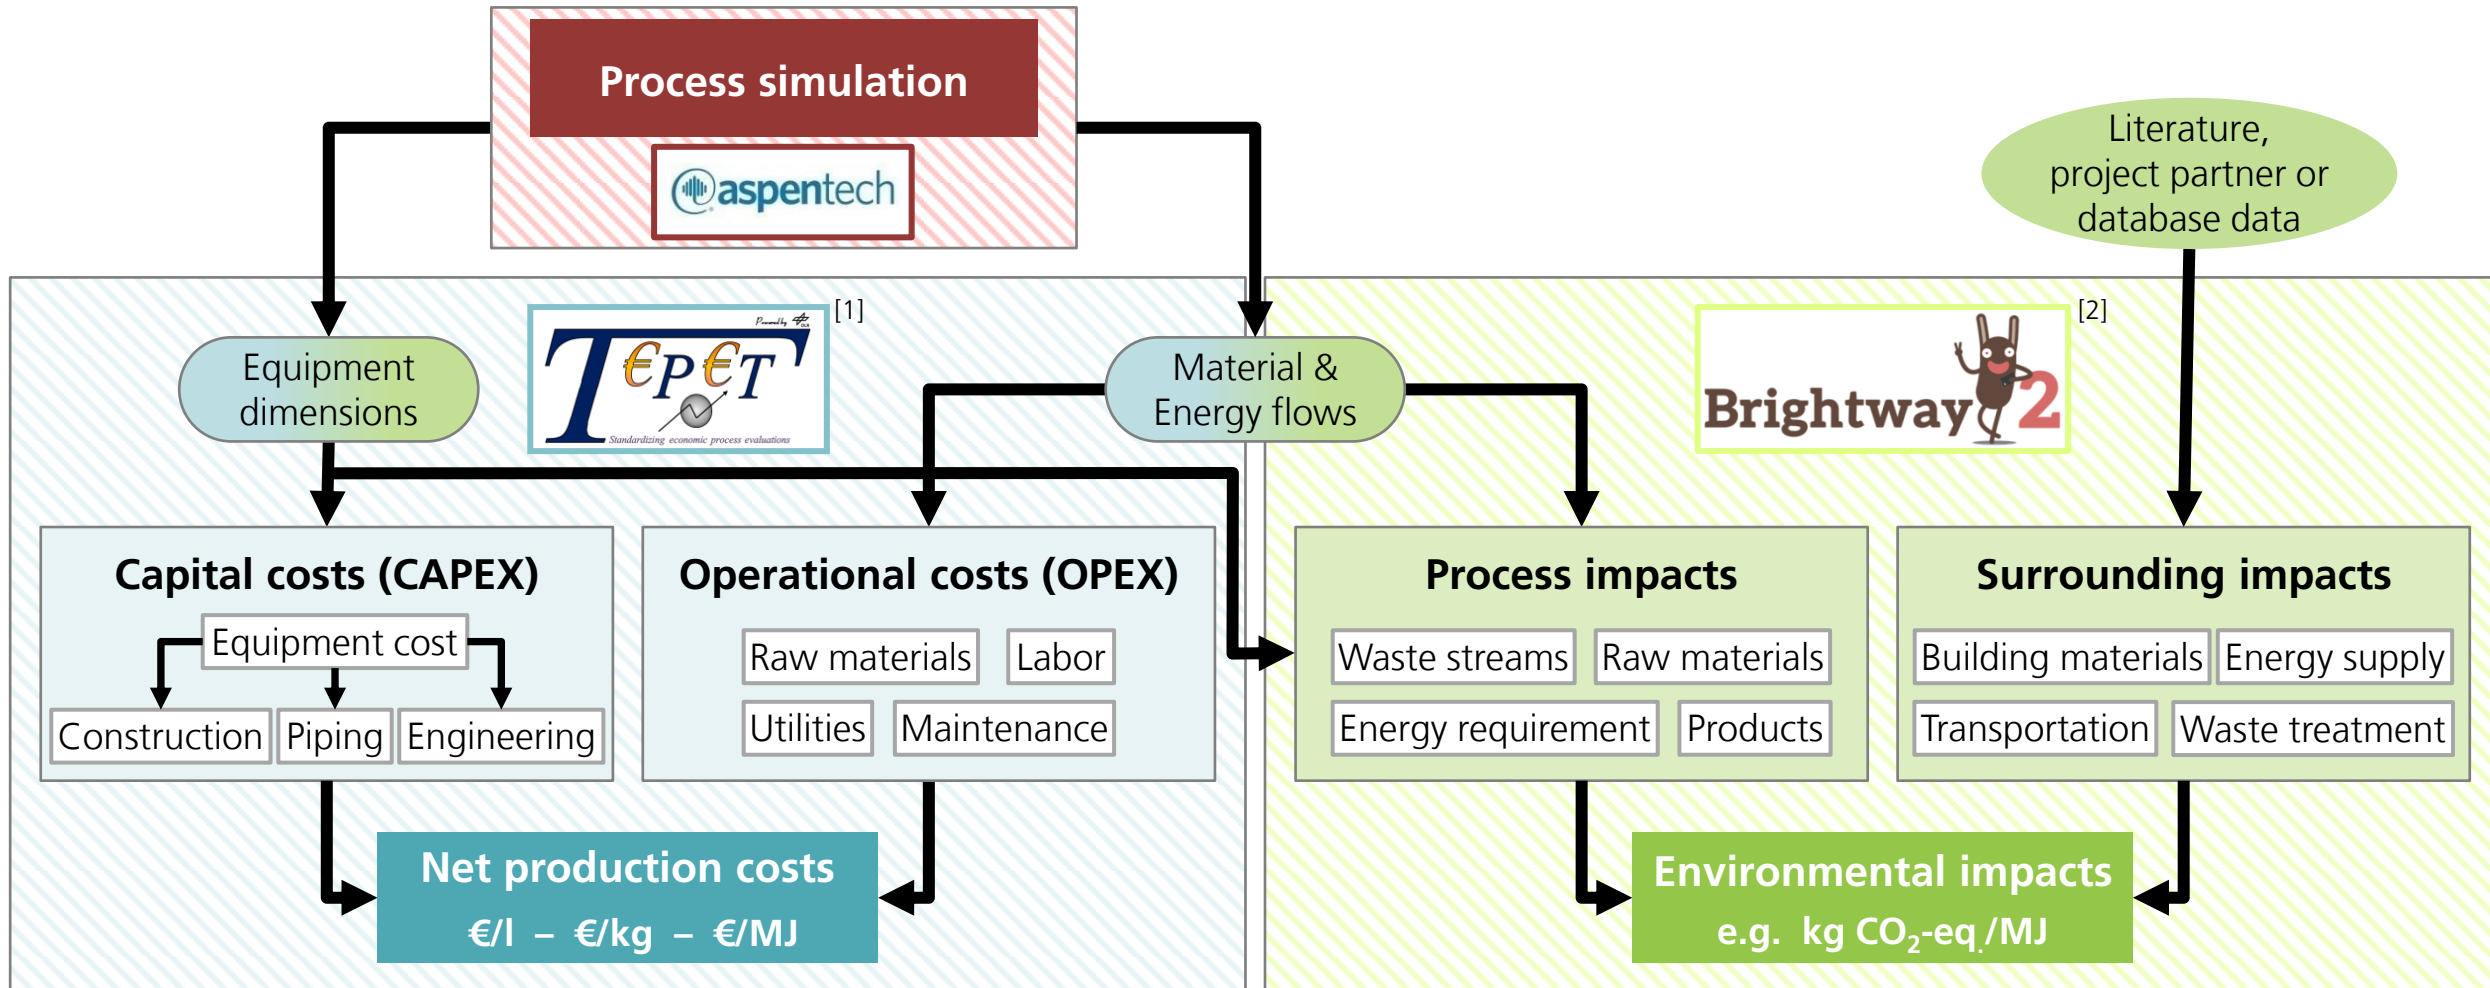 Process simulation
aspentech
Literature,
project partner or
database data
Powered by DLR
[1]
T€P€T
Standardizing economic process evaluations
[2]
Brightway2
Equipment
dimensions
Material &
Energy flows
Capital costs (CAPEX)
Equipment cost
Construction
Piping
Engineering
Operational costs (OPEX)
Raw materials
Labor
Utilities
Maintenance
Process impacts
Waste streams
Raw materials
Energy requirement
Products
Surrounding impacts
Building materials
Energy supply
Transportation
Waste treatment
Net production costs
€/l – €/kg – €/MJ
Environmental impacts
e.g. kg CO₂-eq./MJ